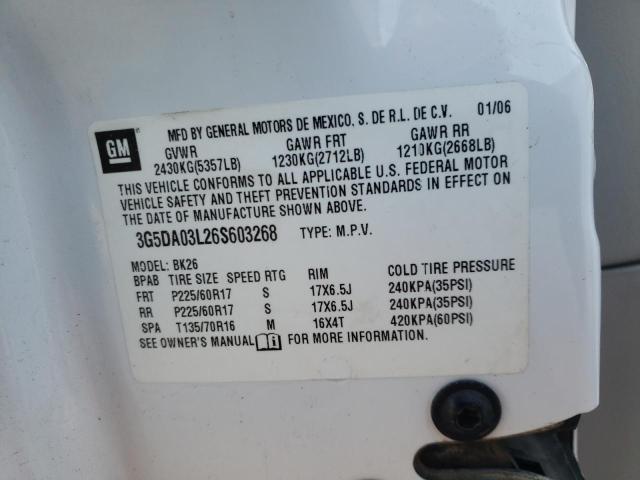 GM
MFD BY GENERAL MOTORS DE MEXICO, S. DE R.L. DE C.V. 01/06
GVWR GAWR FRT GAWR RR
2430KG(5357LB) 1230KG(2712LB) 1210KG(2668LB)
THIS VEHICLE CONFORMS TO ALL APPLICABLE U.S. FEDERAL MOTOR
VEHICLE SAFETY AND THEFT PREVENTION STANDARDS IN EFFECT ON
THE DATE OF MANUFACTURE SHOWN ABOVE.
3G5DA03L26S603268 TYPE: M.P.V.
MODEL: BK26
BPAB TIRE SIZE SPEED RTG RIM COLD TIRE PRESSURE
FRT P225/60R17 S 17X6.5J 240KPA(35PSI)
RR P225/60R17 S 17X6.5J 240KPA(35PSI)
SPA T135/70R16 M 16X4T 420KPA(60PSI)
SEE OWNER'S MANUAL FOR MORE INFORMATION.